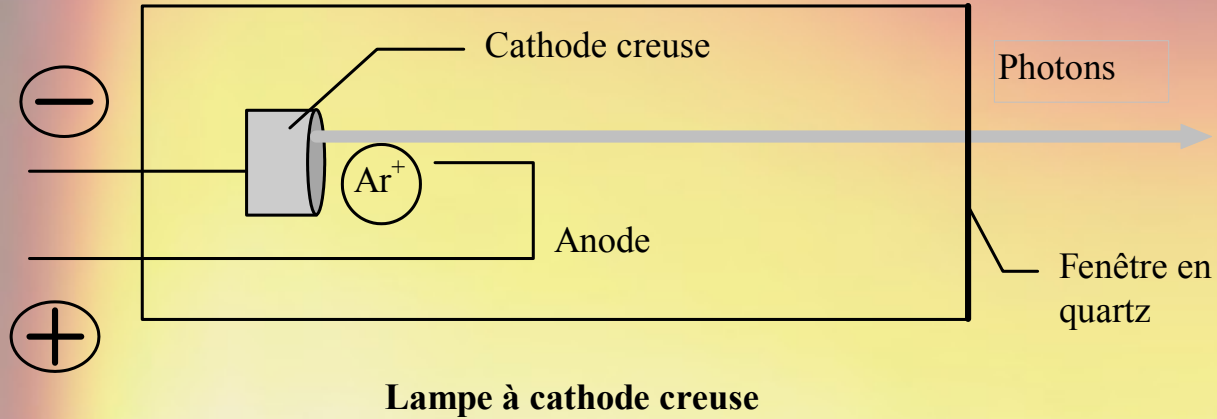 Cathode creuse
Photons
−
Ar⁺
Anode
Fenêtre en
quartz
+
Lampe à cathode creuse